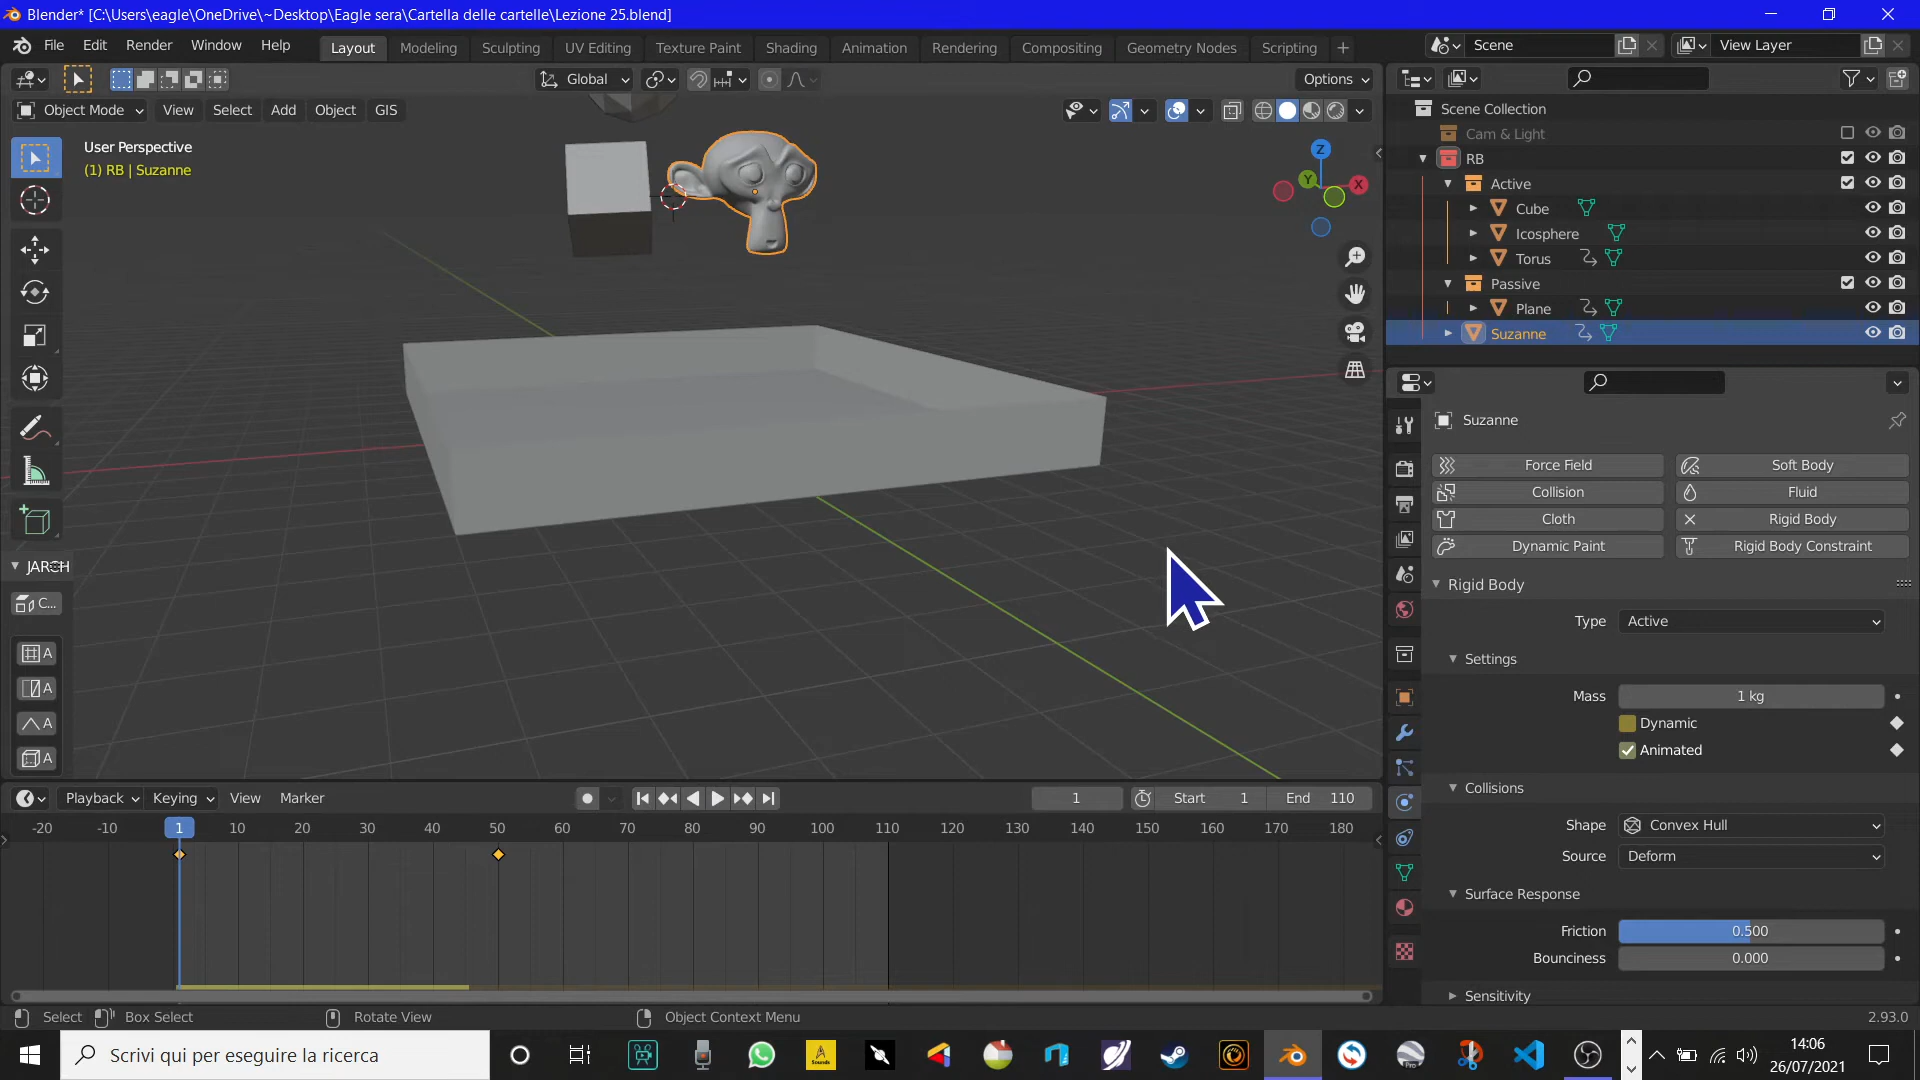 Blender* [C:\Users\eagle\OneDrive\~Desktop\Eagle sera\Cartella delle cartelle\Lezione 25.blend]
File Edit Render Window Help
Layout Modeling Sculpting UV Editing Texture Paint Shading Animation Rendering Compositing Geometry Nodes Scripting
Scene
View Layer
Global
Options
Object Mode View Select Add Object GIS
User Perspective
(1) RB | Suzanne
Z
Y
X
JARCH
C...
A
A
A
A
Scene Collection
Cam & Light
RB
Active
Cube
Icosphere
Torus
Passive
Plane
Suzanne
Suzanne
Force Field Soft Body
Collision Fluid
Cloth Rigid Body
Dynamic Paint Rigid Body Constraint
Rigid Body
Type Active
Settings
Mass 1 kg
Dynamic
Animated
Collisions
Shape Convex Hull
Source Deform
Surface Response
Friction 0.500
Bounciness 0.000
Sensitivity
Playback Keying View Marker
1 Start 1 End 110
-20 -10 1 10 20 30 40 50 60 70 80 90 100 110 120 130 140 150 160 170 180
Select Box Select Rotate View Object Context Menu 2.93.0
Scrivi qui per eseguire la ricerca
Sounds
Pro
14:06
26/07/2021